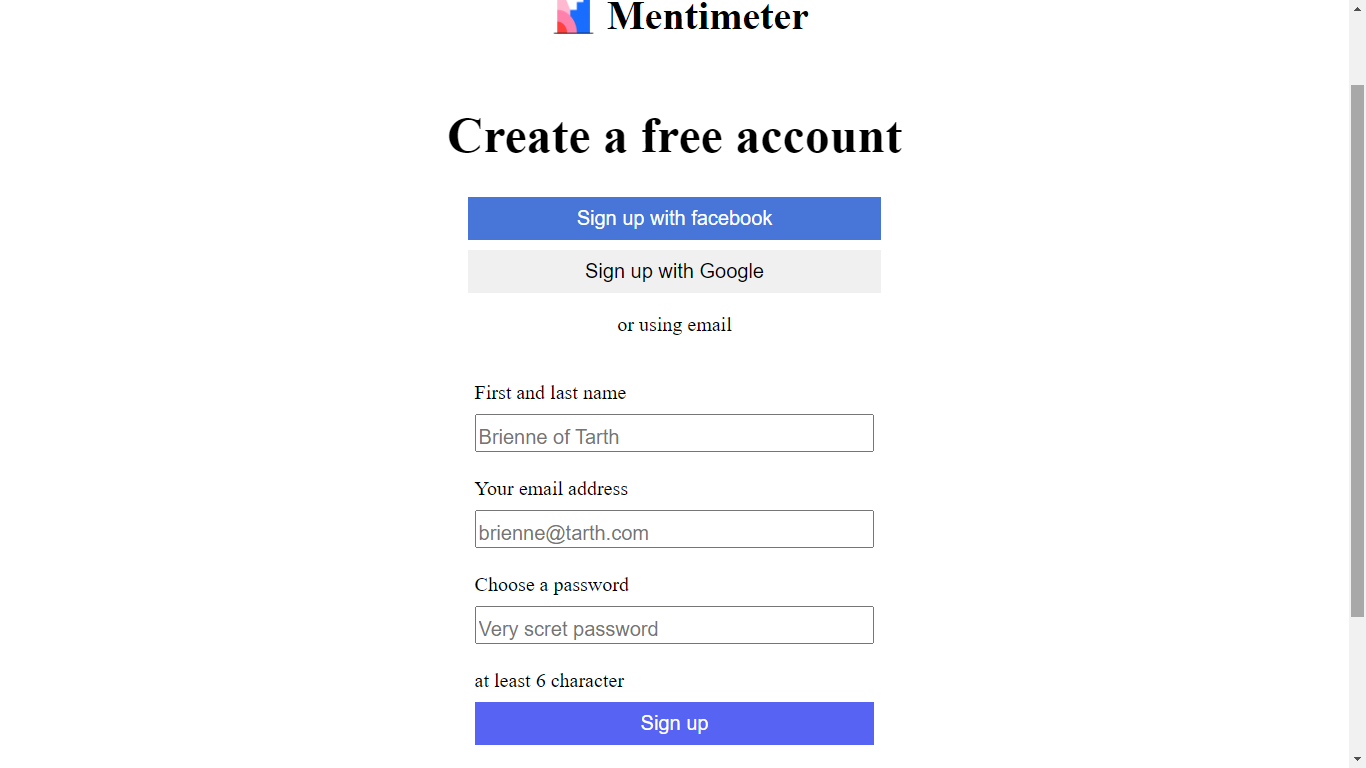 Mentimeter
Create a free account
Sign up with facebook
Sign up with Google
or using email
First and last name
Brienne of Tarth
Your email address
brienne@tarth.com
Choose a password
Very scret password
at least 6 character
Sign up